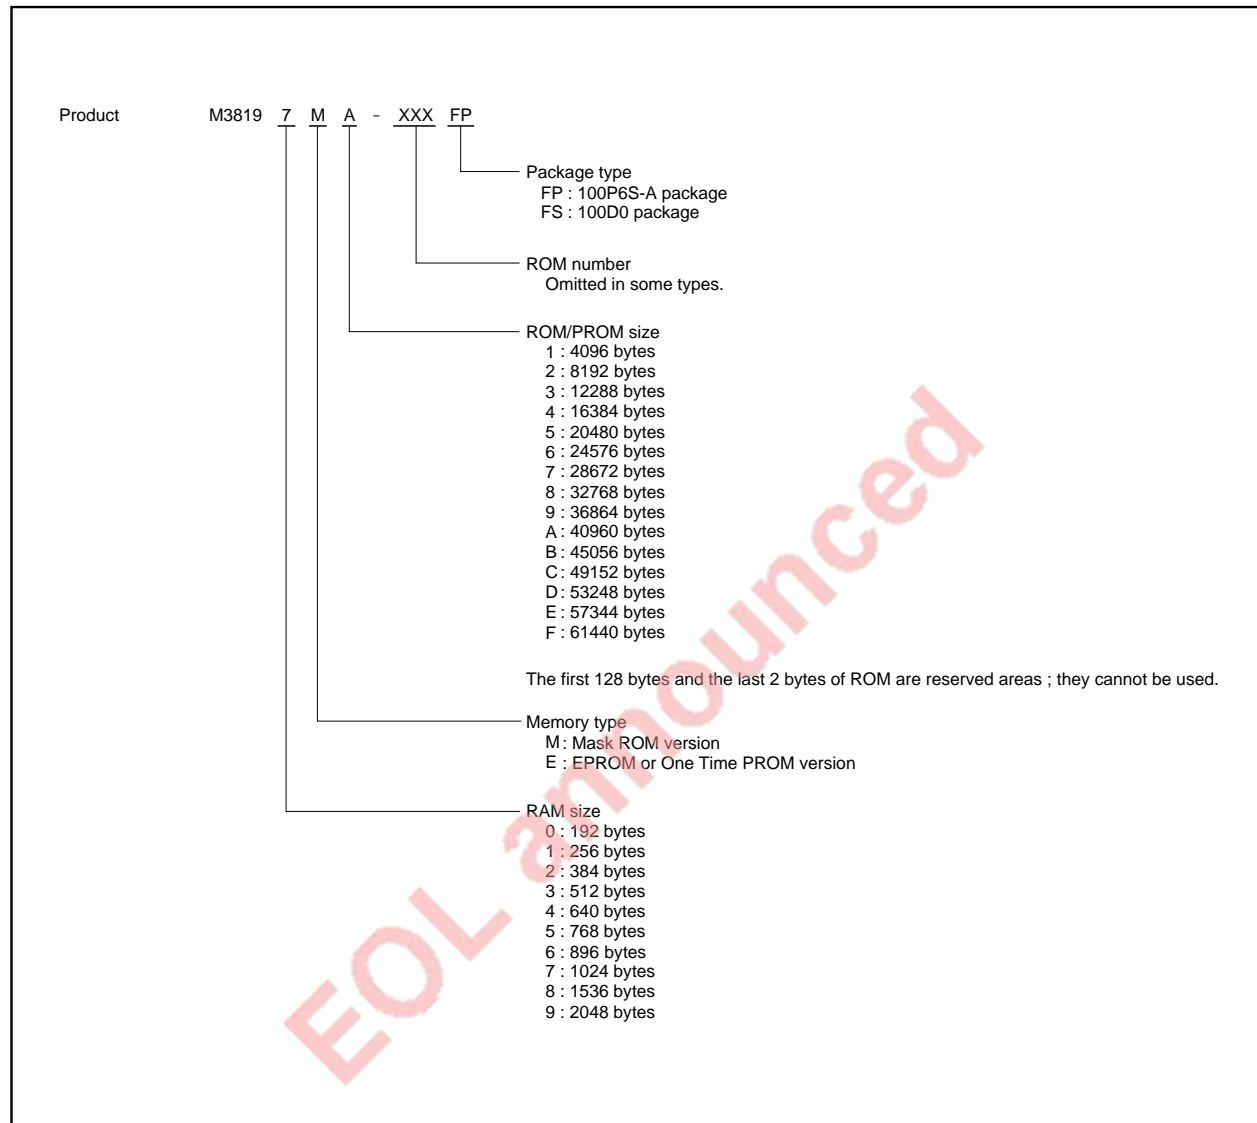 Product M3819 7 M A - XXX FP
Package type
FP : 100P6S-A package
FS : 100D0 package
ROM number
Omitted in some types.
ROM/PROM size
1 : 4096 bytes
2 : 8192 bytes
3 : 12288 bytes
4 : 16384 bytes
5 : 20480 bytes
6 : 24576 bytes
7 : 28672 bytes
8 : 32768 bytes
9 : 36864 bytes
A : 40960 bytes
B : 45056 bytes
C : 49152 bytes
D : 53248 bytes
E : 57344 bytes
F : 61440 bytes
The first 128 bytes and the last 2 bytes of ROM are reserved areas ; they cannot be used.
Memory type
M : Mask ROM version
E : EPROM or One Time PROM version
RAM size
0 : 192 bytes
1 : 256 bytes
2 : 384 bytes
3 : 512 bytes
4 : 640 bytes
5 : 768 bytes
6 : 896 bytes
7 : 1024 bytes
8 : 1536 bytes
9 : 2048 bytes
EOL announced